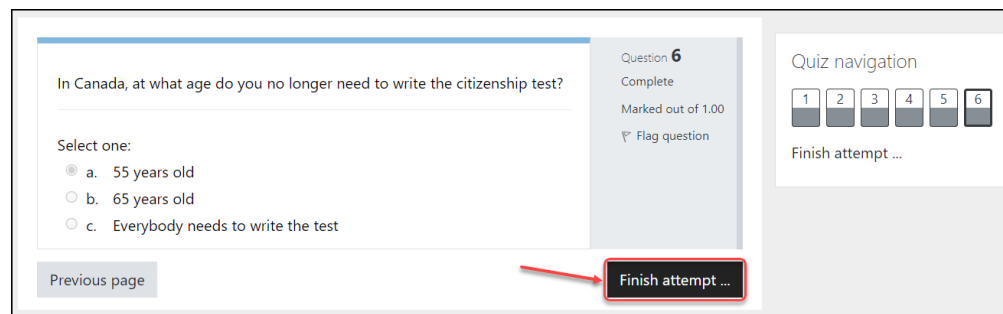 In Canada, at what age do you no longer need to write the citizenship test?
Select one:
a. 55 years old
b. 65 years old
c. Everybody needs to write the test
Question 6
Complete
Marked out of 1.00
Flag question
Previous page
Finish attempt ...
Quiz navigation
1 2 3 4 5 6
Finish attempt ...